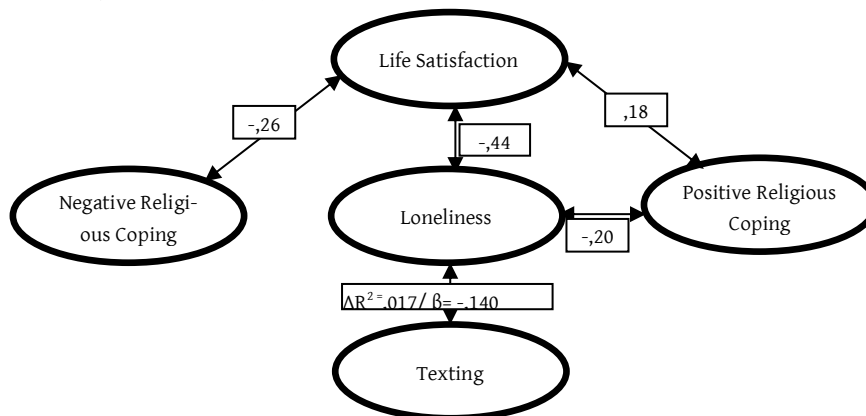 Life Satisfaction
-,26
,18
-,44
Negative Religi-
ous Coping
Loneliness
Positive Religious
Coping
-,20
ΔR² =,017/ β= -,140
Texting